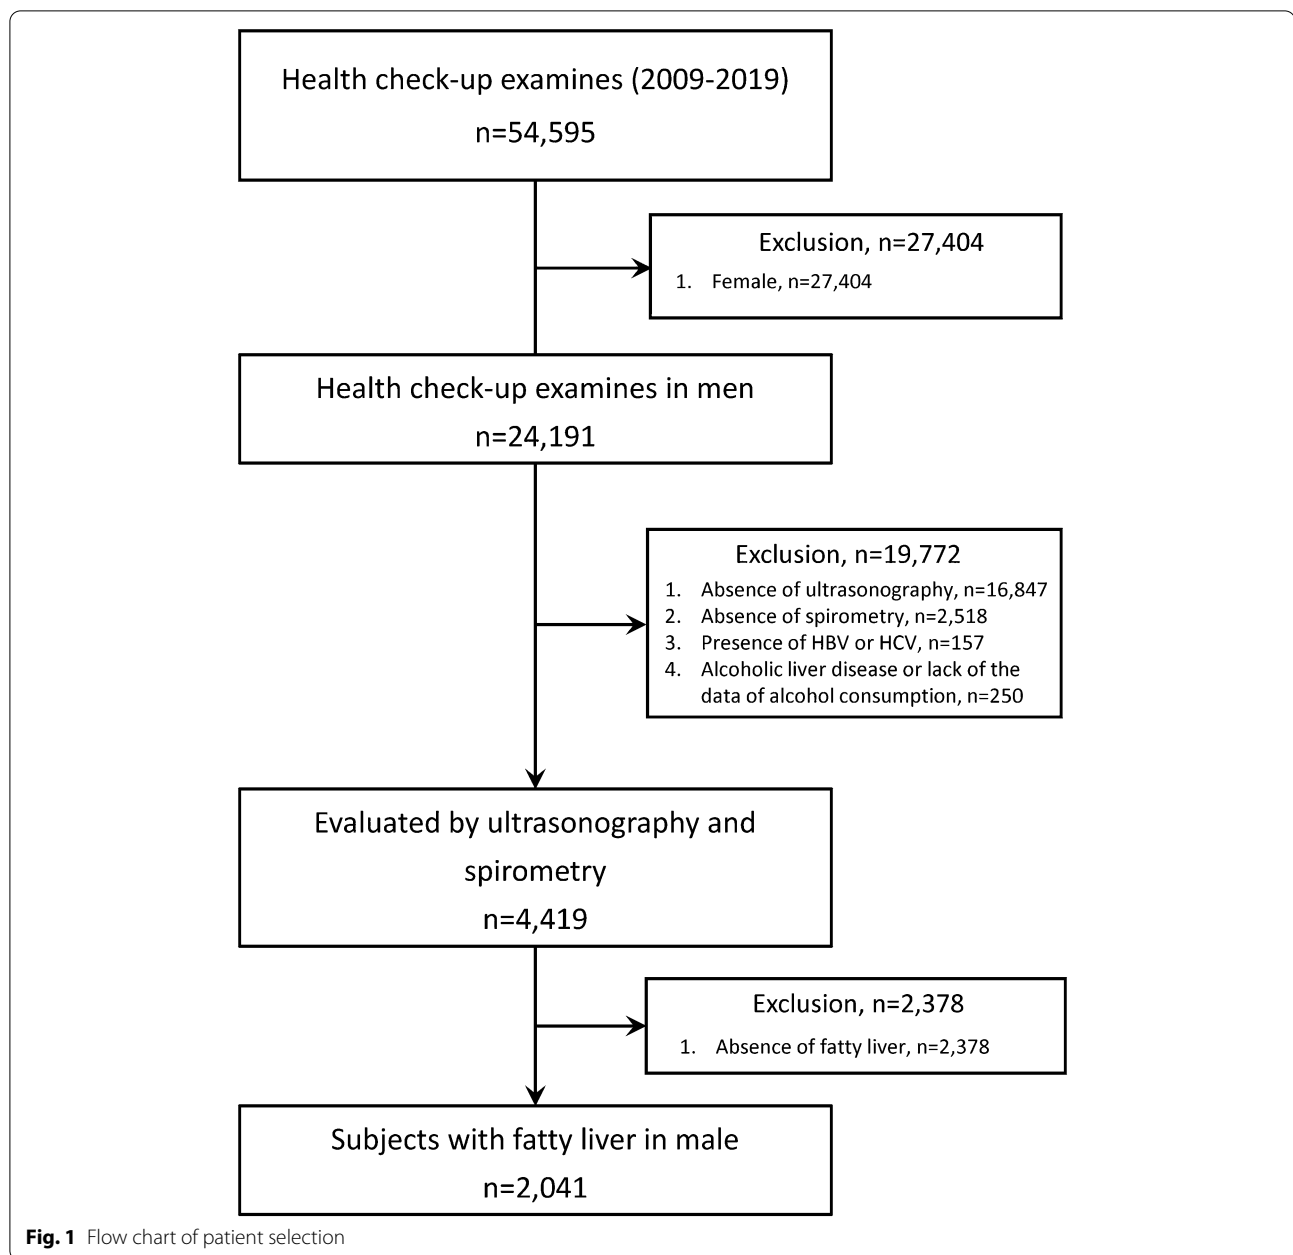 Health check-up examines (2009-2019)
n=54,595
Exclusion, n=27,404
1. Female, n=27,404
Health check-up examines in men
n=24,191
Exclusion, n=19,772
1. Absence of ultrasonography, n=16,847
2. Absence of spirometry, n=2,518
3. Presence of HBV or HCV, n=157
4. Alcoholic liver disease or lack of the
data of alcohol consumption, n=250
Evaluated by ultrasonography and
spirometry
n=4,419
Exclusion, n=2,378
1. Absence of fatty liver, n=2,378
Subjects with fatty liver in male
n=2,041
Fig. 1 Flow chart of patient selection